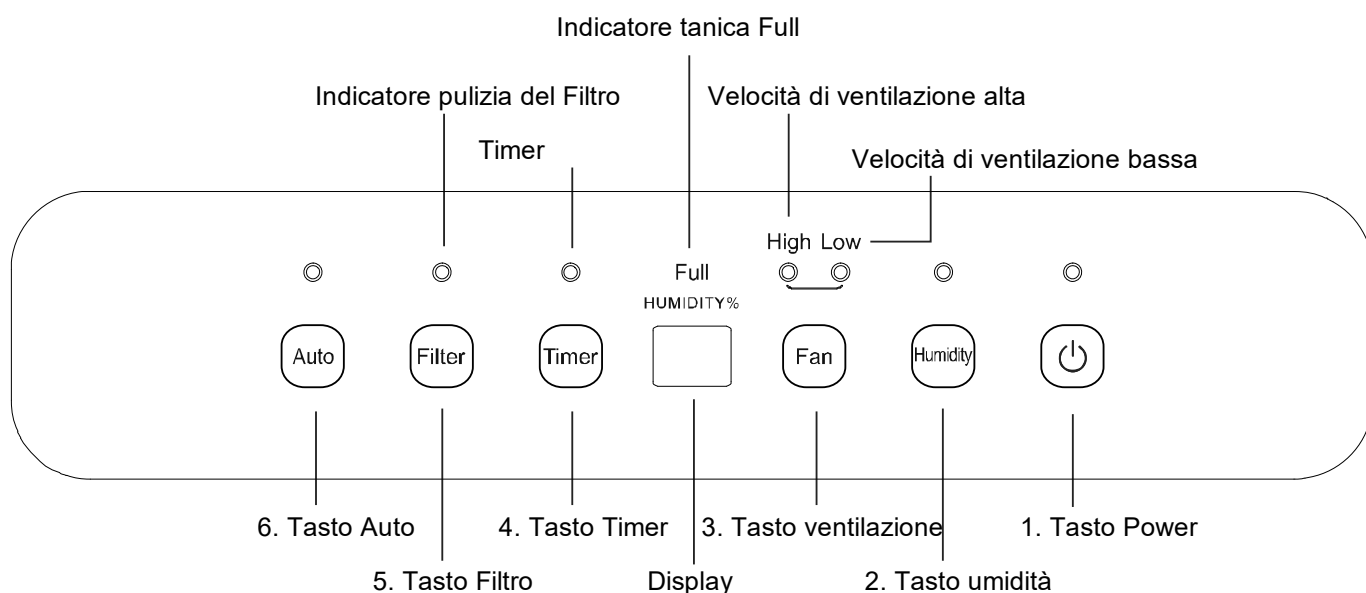 Indicatore tanica Full
Indicatore pulizia del Filtro
Velocità di ventilazione alta
Timer
Velocità di ventilazione bassa
High Low
Full
HUMIDITY%
Auto
Filter
Timer
Fan
Humidity
6. Tasto Auto
4. Tasto Timer
3. Tasto ventilazione
1. Tasto Power
5. Tasto Filtro
Display
2. Tasto umidità